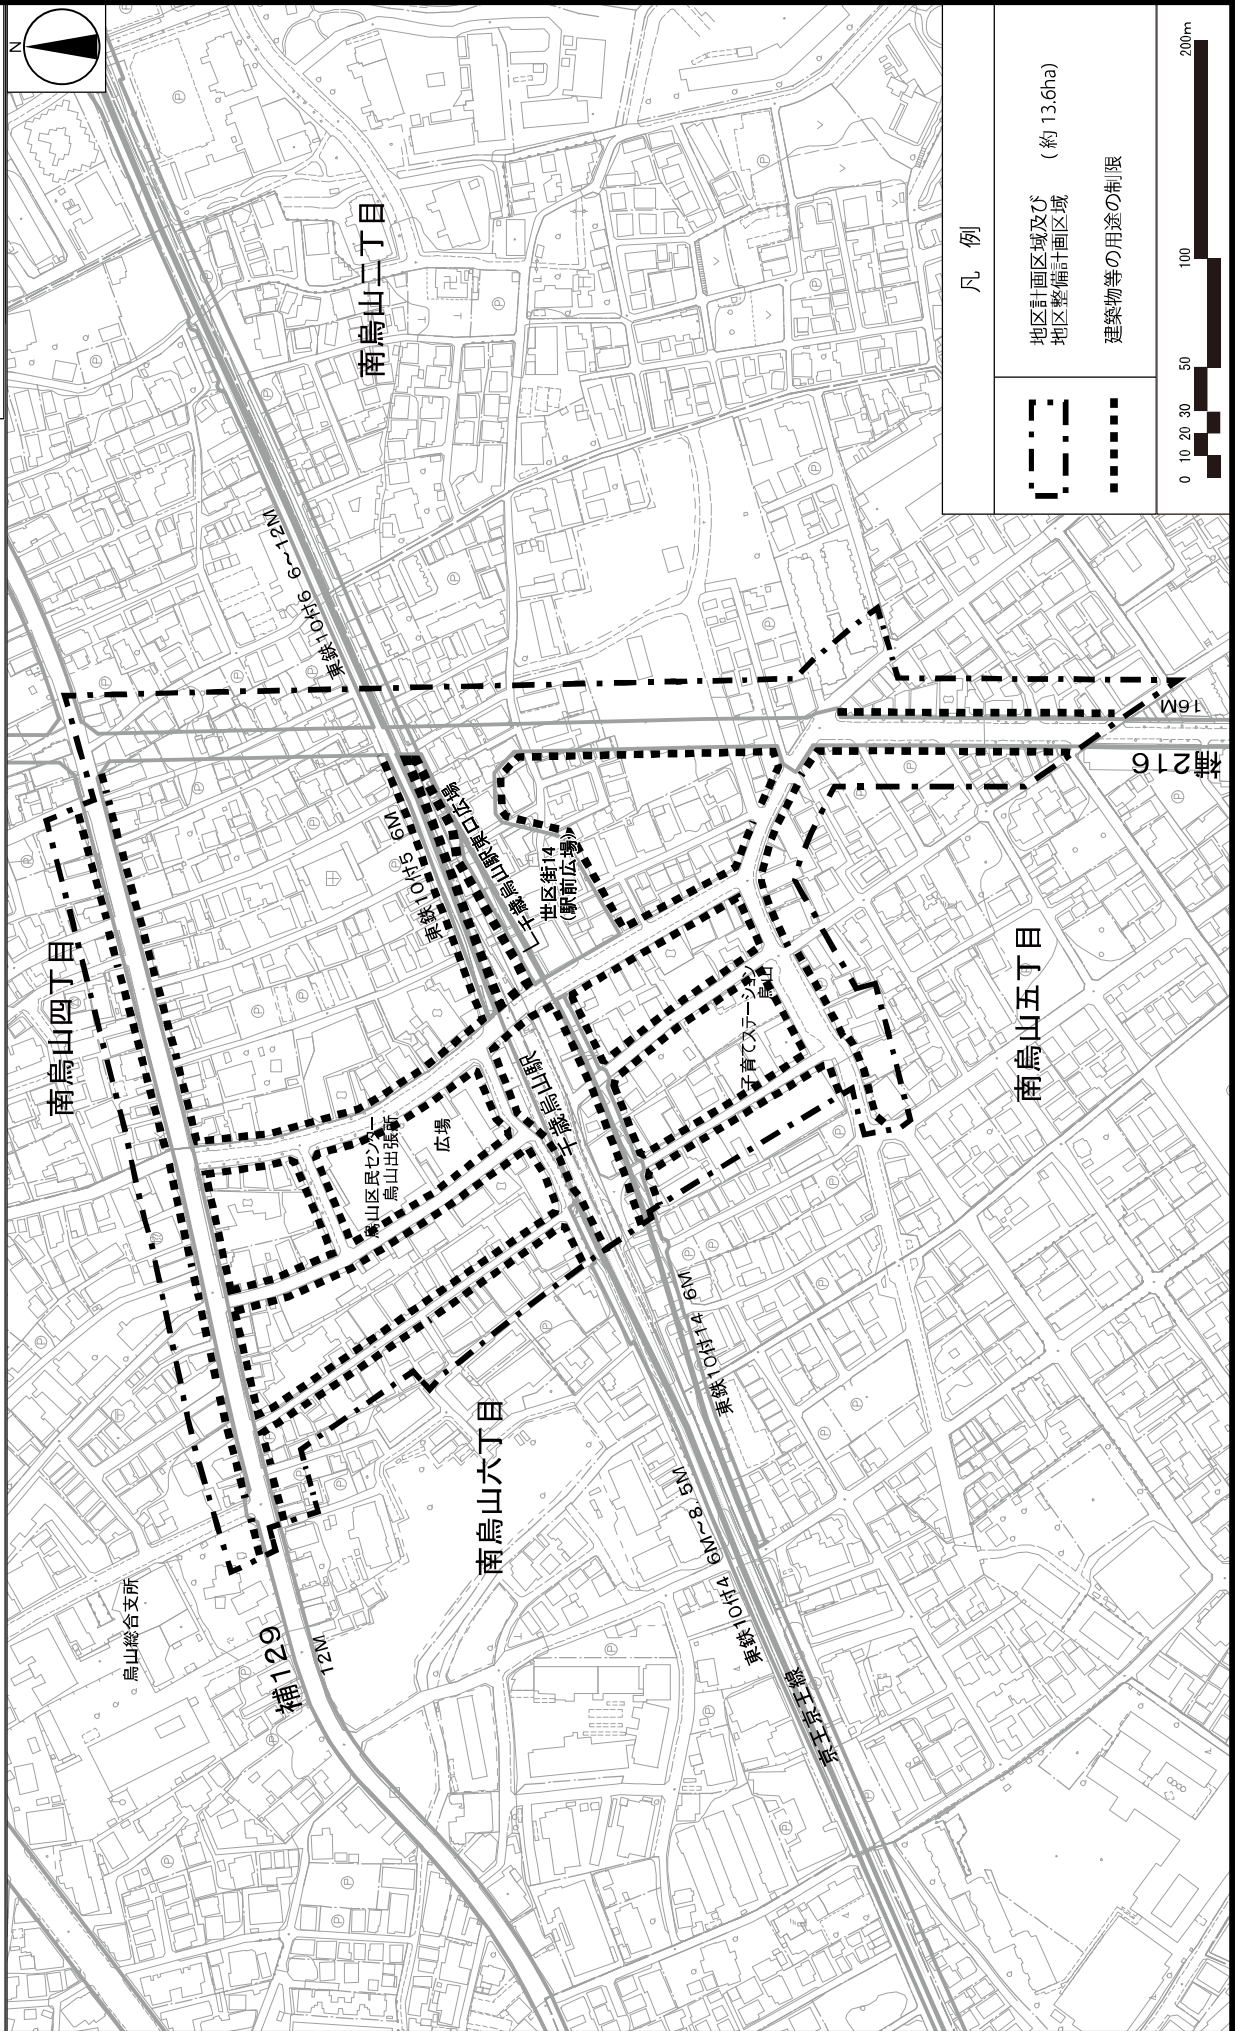 N
南烏山二丁目
南烏山四丁目
南烏山五丁目
南烏山六丁目
東鉄10付6 6~12M
東鉄10付5 6M
千歳烏山駅東口広場
世区街14
(駅前広場)
千歳烏山駅
子育てステーション
烏山
烏山区民センター
烏山出張所
広場
東鉄10付14 6M
東鉄10付4 6M~8.5M
京王京王線
烏山総合支所
補129
12M
補216
16M
凡 例
地区計画区域及び
地区整備計画区域
(約 13.6ha)
建築物等の用途の制限
0 10 20 30 50 100 200m